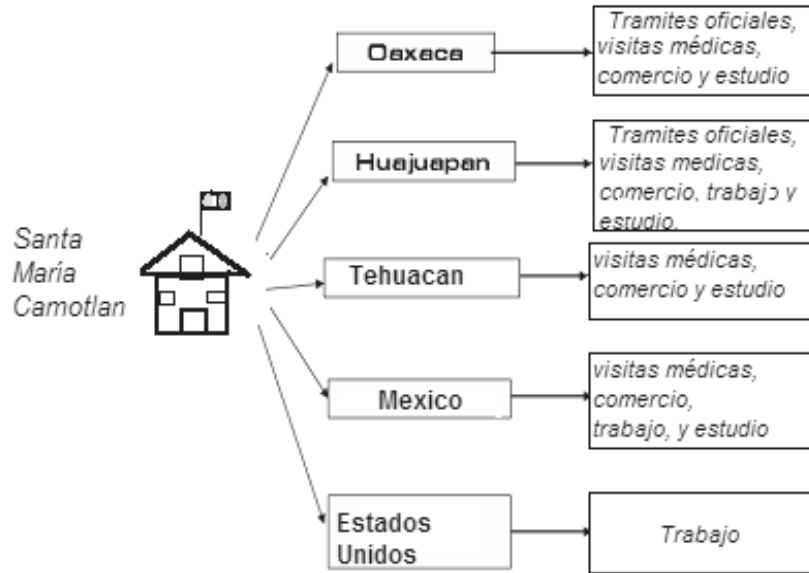 Santa
María
Camotlan
Oaxaca
Tramites oficiales,
visitas médicas,
comercio y estudio
Huajuapan
Tramites oficiales,
visitas medicas,
comercio, trabajo y
estudio.
Tehuacan
visitas médicas,
comercio y estudio
Mexico
visitas médicas,
comercio,
trabajo, y estudio
Estados
Unidos
Trabajo